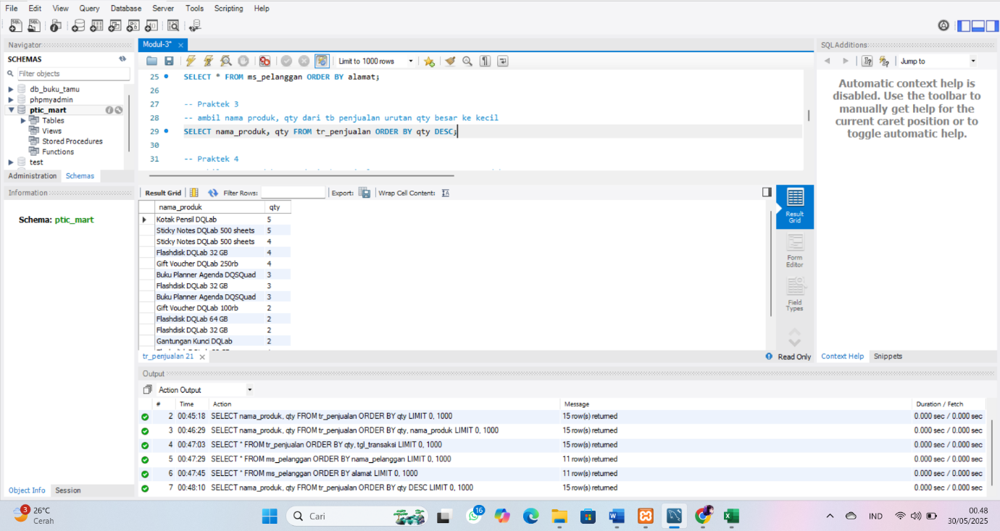 File Edit View Query Database Server Tools Scripting Help
Navigator
SCHEMAS
Filter objects
db_buku_tamu
phpmyadmin
ptic_mart
Tables
Views
Stored Procedures
Functions
test
Administration Schemas
Information
Schema: ptic_mart
Object Info Session
Modul-3* ×
Limit to 1000 rows
25 SELECT * FROM ms_pelanggan ORDER BY alamat;
26
27 -- Praktek 3
28 -- ambil nama produk, qty dari tb penjualan urutan qty besar ke kecil
29 SELECT nama_produk, qty FROM tr_penjualan ORDER BY qty DESC;
30
31 -- Praktek 4
Result Grid Filter Rows: Export: Wrap Cell Content:
nama_produk qty
Kotak Pensil DQLab 5
Sticky Notes DQLab 500 sheets 5
Sticky Notes DQLab 500 sheets 4
Flashdisk DQLab 32 GB 4
Gift Voucher DQLab 250rb 4
Buku Planner Agenda DQSQuad 3
Flashdisk DQLab 32 GB 3
Buku Planner Agenda DQSQuad 3
Gift Voucher DQLab 100rb 2
Flashdisk DQLab 64 GB 2
Flashdisk DQLab 32 GB 2
Gantungan Kunci DQLab 2
Result
Grid
Form
Editor
Field
Types
tr_penjualan 21 ×
Read Only
SQLAdditions
Jump to
Automatic context help is
disabled. Use the toolbar to
manually get help for the
current caret position or to
toggle automatic help.
Context Help Snippets
Output
Action Output
# Time Action Message Duration / Fetch
2 00:45:18 SELECT nama_produk, qty FROM tr_penjualan ORDER BY qty LIMIT 0, 1000 15 row(s) returned 0.000 sec / 0.000 sec
3 00:46:29 SELECT nama_produk, qty FROM tr_penjualan ORDER BY qty, nama_produk LIMIT 0, 1000 15 row(s) returned 0.000 sec / 0.000 sec
4 00:47:03 SELECT * FROM tr_penjualan ORDER BY qty, tgl_transaksi LIMIT 0, 1000 15 row(s) returned 0.000 sec / 0.000 sec
5 00:47:29 SELECT * FROM ms_pelanggan ORDER BY nama_pelanggan LIMIT 0, 1000 11 row(s) returned 0.000 sec / 0.000 sec
6 00:47:45 SELECT * FROM ms_pelanggan ORDER BY alamat LIMIT 0, 1000 11 row(s) returned 0.000 sec / 0.000 sec
7 00:48:10 SELECT nama_produk, qty FROM tr_penjualan ORDER BY qty DESC LIMIT 0, 1000 15 row(s) returned 0.000 sec / 0.000 sec
3 26°C
Cerah
Cari
16
IND
00.48
30/05/2025